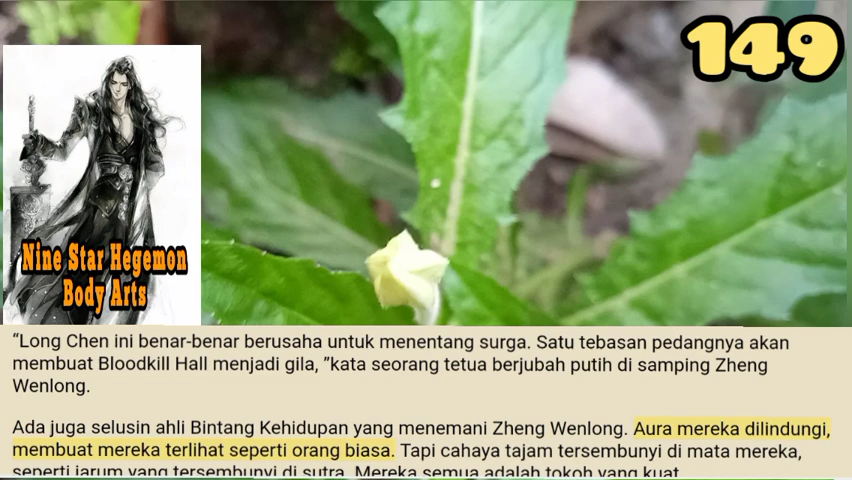 149
Nine Star Hegemon
Body Arts
“Long Chen ini benar-benar berusaha untuk menentang surga. Satu tebasan pedangnya akan
membuat Bloodkill Hall menjadi gila, ”kata seorang tetua berjubah putih di samping Zheng
Wenlong.
Ada juga selusin ahli Bintang Kehidupan yang menemani Zheng Wenlong. Aura mereka dilindungi,
membuat mereka terlihat seperti orang biasa. Tapi cahaya tajam tersembunyi di mata mereka,
seperti jarum yang tersembunyi di sutra. Mereka semua adalah tokoh yang kuat